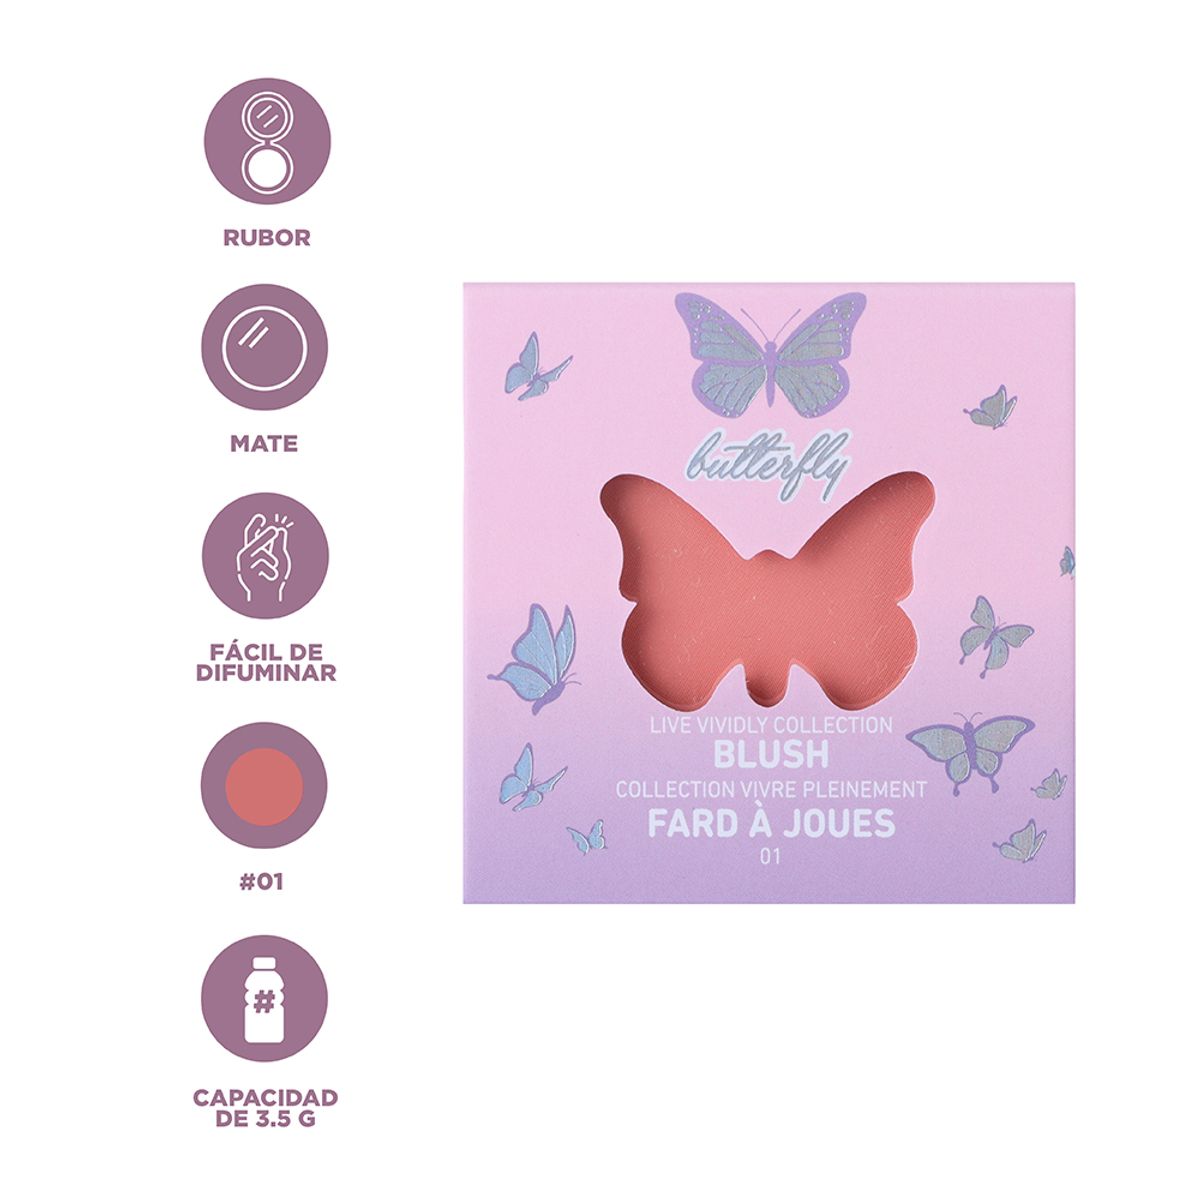 RUBOR
MATE
FÁCIL DE
DIFUMINAR
#01
#
CAPACIDAD
DE 3.5 G
butterfly
LIVE VIVIDLY COLLECTION
BLUSH
COLLECTION VIVRE PLEINEMENT
FARD À JOUES
01